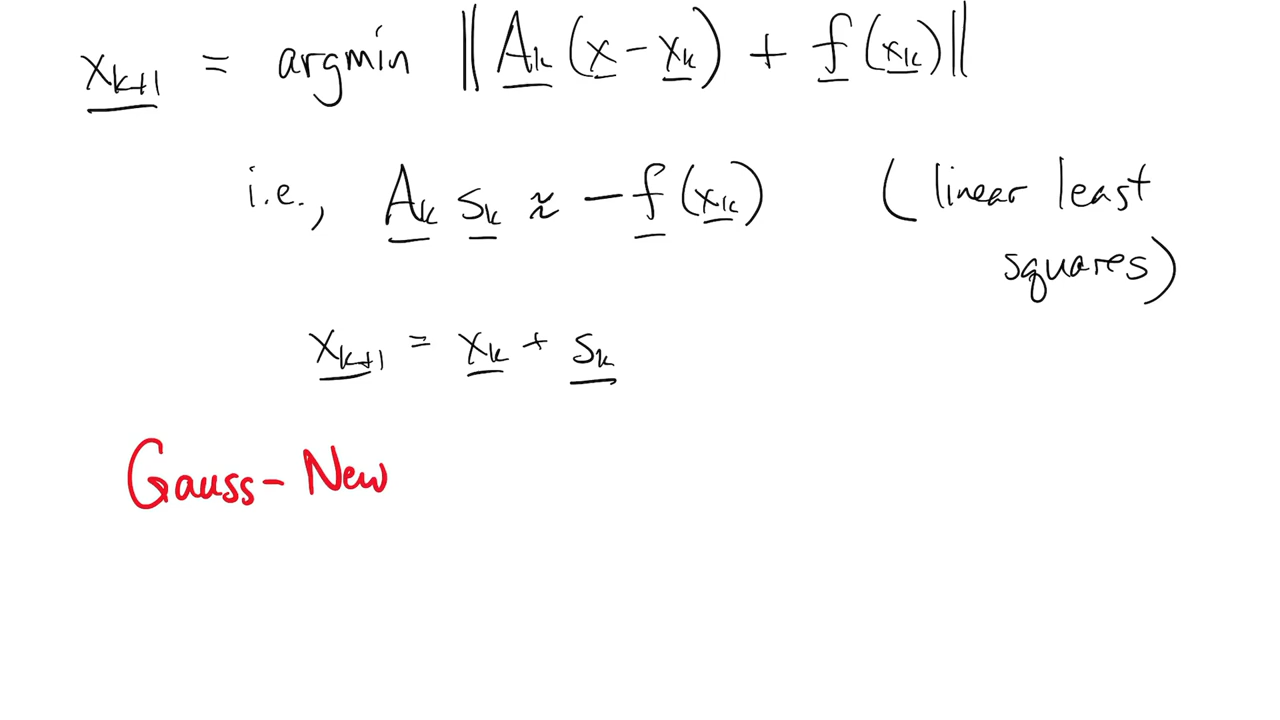 x_{k+1} = argmin ‖A_k (x - x_k) + f(x_k)‖
i.e., A_k s_k ≈ -f(x_k) (linear least
squares)
x_{k+1} = x_k + s_k
Gauss-New